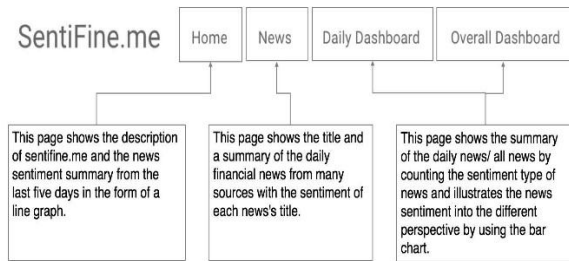 SentiFine.me Home News Daily Dashboard Overall Dashboard
This page shows the description
of sentifine.me and the news
sentiment summary from the
last five days in the form of a
line graph.
This page shows the title and
a summary of the daily
financial news from many
sources with the sentiment of
each news's title.
This page shows the summary
of the daily news/ all news by
counting the sentiment type of
news and illustrates the news
sentiment into the different
perspective by using the bar
chart.